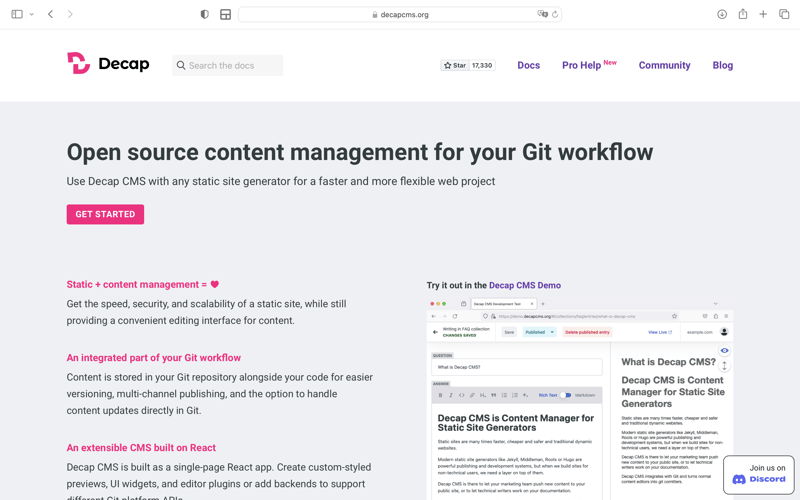 decapcms.org
Decap
Search the docs
Star 17,330
Docs
Pro Help New
Community
Blog
Open source content management for your Git workflow
Use Decap CMS with any static site generator for a faster and more flexible web project
GET STARTED
Static + content management =
Get the speed, security, and scalability of a static site, while still
providing a convenient editing interface for content.
An integrated part of your Git workflow
Content is stored in your Git repository alongside your code for easier
versioning, multi-channel publishing, and the option to handle
content updates directly in Git.
An extensible CMS built on React
Decap CMS is built as a single-page React app. Create custom-styled
previews, UI widgets, and editor plugins or add backends to support
different Git platform APIs.
Try it out in the Decap CMS Demo
Decap CMS Development Test
Writing in FAQ collection
CHANGES SAVED
Save
Published
Delete published entry
View Live
example.com
QUESTION
What is Decap CMS?
ANSWER
Rich Text
Markdown
Decap CMS is Content Manager for
Static Site Generators
Static sites are many times faster, cheaper and safer and traditional dynamic
websites.
Modern static site generators like Jekyll, Middleman, Roots or Hugo are
powerful publishing and development systems, but when we build sites for
non-techies, we need a layer on top of them.
Decap CMS is there to let your marketing team push new content to your
public site, or to let technical writers work on your documentation.
What is Decap CMS?
Decap CMS is Content
Manager for Static Site
Generators
Static sites are many times faster, cheaper and safer
and traditional dynamic websites.
Modern static site generators like Jekyll, Middleman,
Roots or Hugo are powerful publishing and
development systems, but when we build sites for non-
techies, we need a layer on top of them.
Decap CMS is there to let your marketing team push new
content to your public site, or to let technical
writers work on your documentation.
Decap CMS integrates with Git and turns normal
content editors into git comitters.
Join us on
Discord